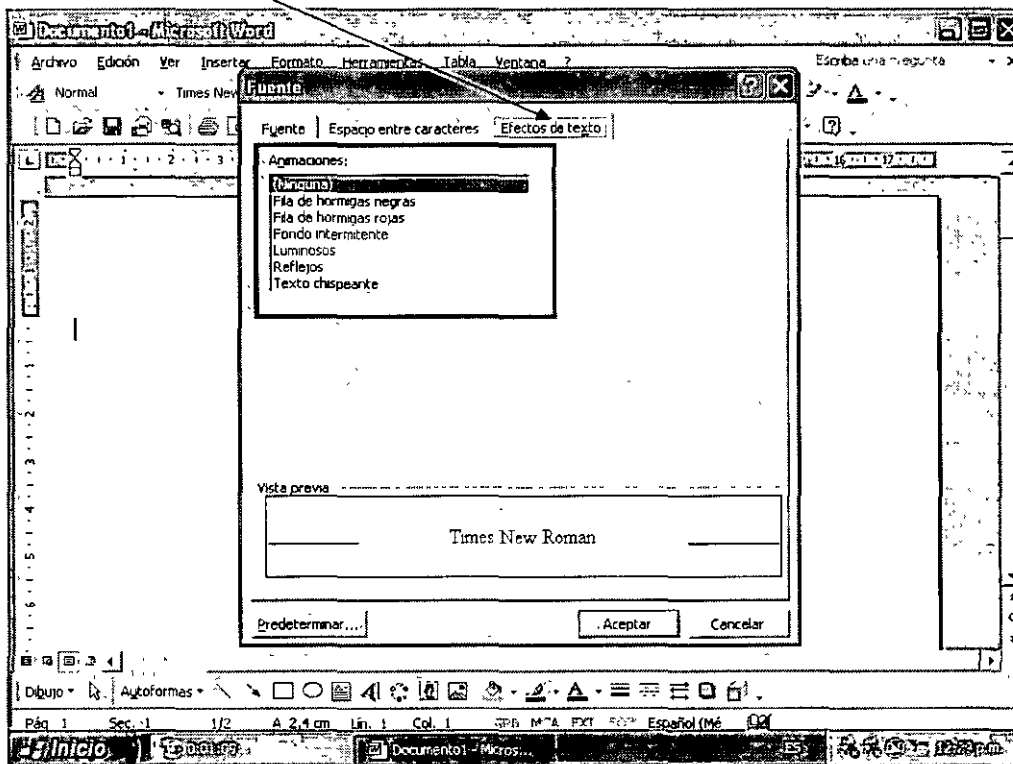 Documento1 - Microsoft Word
Archivo Edición Ver Insertar Formato Herramientas Tabla Ventana ? Escriba una pregunta
Normal Times New
Fuente
Fuente Espacio entre caracteres Efectos de texto
Animaciones:
(Ninguna)
Fila de hormigas negras
Fila de hormigas rojas
Fondo intermitente
Luminosos
Reflejos
Texto chispeante
Vista previa
Times New Roman
Predeterminar... Aceptar Cancelar
Dibujo Autoformas
Pág 1 Sec. 1 1/2 A 2,4 cm Lín. 1 Col. 1 GRB MCA EXT Español (Mé
Inicio Documento1 - Micros... ES